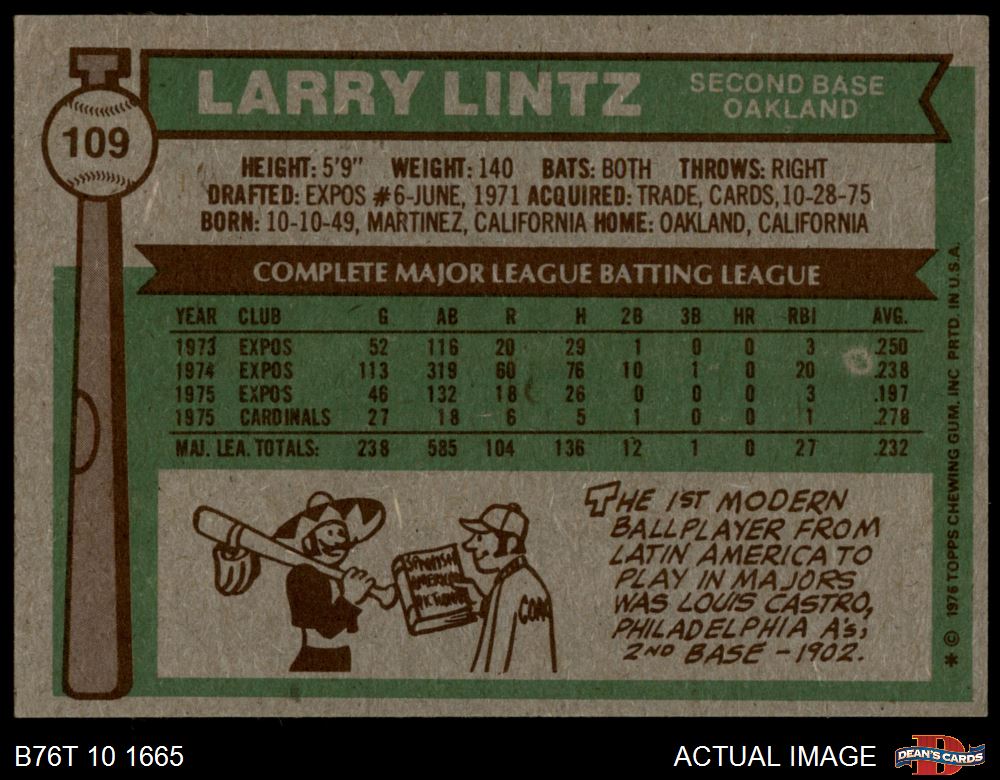 LARRY LINTZ
SECOND BASE
OAKLAND
109
HEIGHT: 5'9" WEIGHT: 140 BATS: BOTH THROWS: RIGHT
DRAFTED: EXPOS #6-JUNE, 1971 ACQUIRED: TRADE, CARDS, 10-28-75
BORN: 10-10-49, MARTINEZ, CALIFORNIA HOME: OAKLAND, CALIFORNIA
COMPLETE MAJOR LEAGUE BATTING LEAGUE
YEAR CLUB G AB R H 2B 3B HR RBI AVG.
1973 EXPOS 52 116 20 29 1 0 0 3 .250
1974 EXPOS 113 319 60 76 10 1 0 20 .238
1975 EXPOS 46 132 18 26 0 0 0 3 .197
1975 CARDINALS 27 18 6 5 1 0 0 1 .278
MAJ. LEA. TOTALS: 238 585 104 136 12 1 0 27 .232
THE 1ST MODERN
BALLPLAYER FROM
LATIN AMERICA TO
PLAY IN MAJORS
WAS LOUIS CASTRO,
PHILADELPHIA A's,
2ND BASE - 1902.
SPANISH
AMERICAN
COA
* © 1976 TOPPS CHEWING GUM, INC PRTD. IN U.S.A.
B76T 10 1665
ACTUAL IMAGE
DEAN'S CARDS